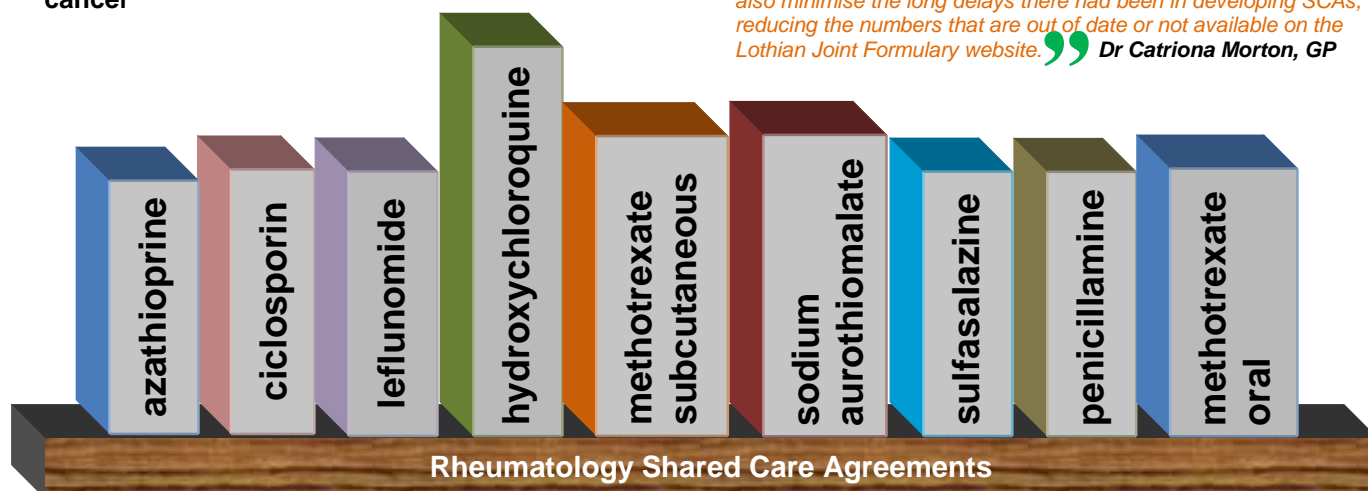 cancer
also minimise the long delays there had been in developing SCAs,
reducing the numbers that are out of date or not available on the
Lothian Joint Formulary website.” Dr Catriona Morton, GP
azathioprine
ciclosporin
leflunomide
hydroxychloroquine
methotrexate
subcutaneous
sodium
aurothiomalate
sulfasalazine
penicillamine
methotrexate
oral
Rheumatology Shared Care Agreements